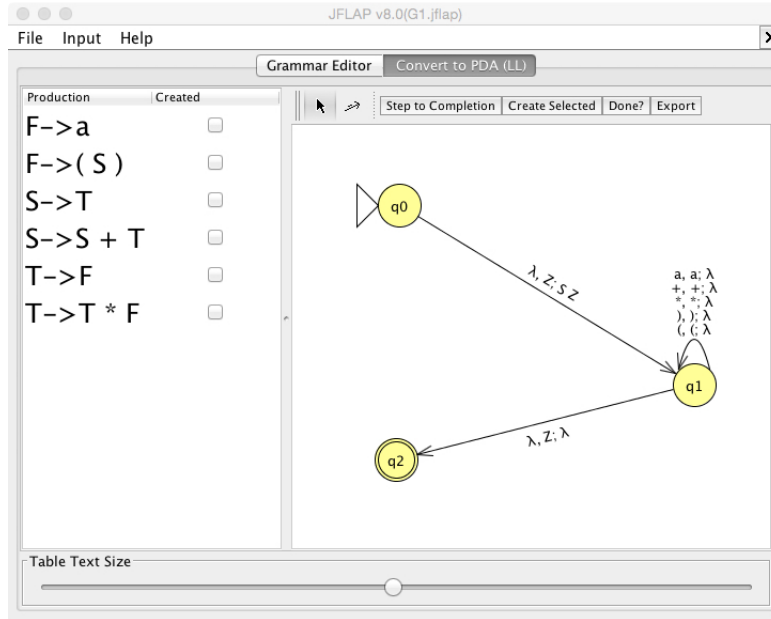 JFLAP v8.0(G1.jflap)
File Input Help
Grammar Editor Convert to PDA (LL)
Production Created
Step to Completion Create Selected Done? Export
F->a
F->( S )
S->T
S->S + T
T->F
T->T * F
q0
λ, Z; S Z
a, a; λ
+, +; λ
*, *; λ
), ); λ
(, (; λ
q1
λ, Z; λ
q2
Table Text Size